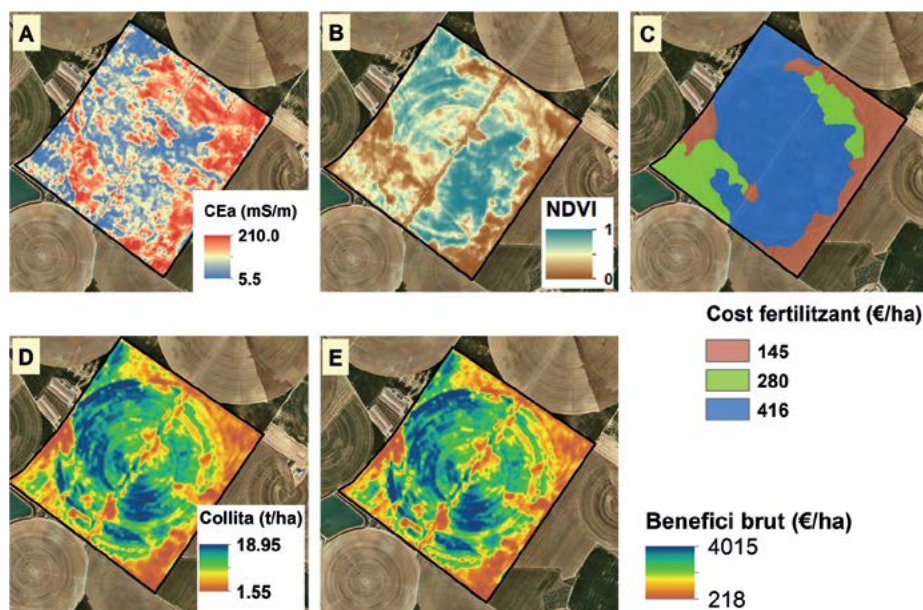 A
CEa (mS/m)
210.0
5.5
B
NDVI
1
0
C
Cost fertilitzant (€/ha)
145
280
416
D
Collita (t/ha)
18.95
1.55
E
Benefici brut (€/ha)
4015
218